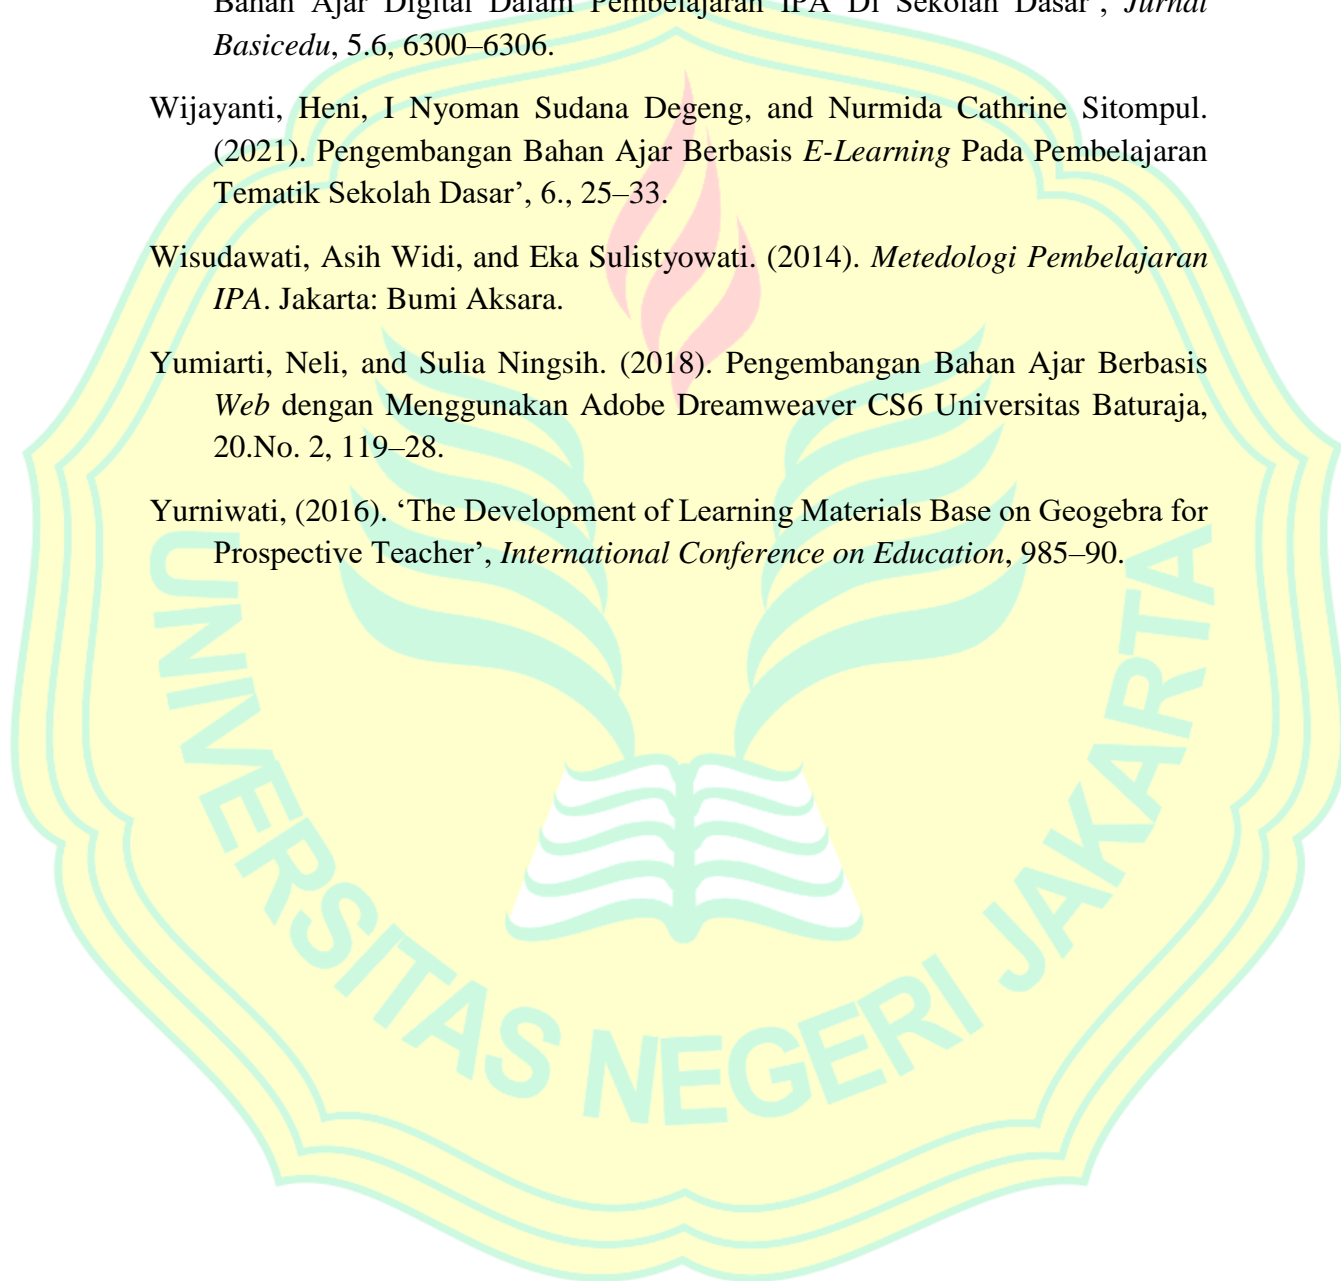 Bahan Ajar Digital Dalam Pembelajaran IPA Di Sekolah Dasar’, Jurnal
Basicedu, 5.6, 6300–6306.
Wijayanti, Heni, I Nyoman Sudana Degeng, and Nurmida Cathrine Sitompul.
(2021). Pengembangan Bahan Ajar Berbasis E-Learning Pada Pembelajaran
Tematik Sekolah Dasar’, 6., 25–33.
Wisudawati, Asih Widi, and Eka Sulistyowati. (2014). Metedologi Pembelajaran
IPA. Jakarta: Bumi Aksara.
Yumiarti, Neli, and Sulia Ningsih. (2018). Pengembangan Bahan Ajar Berbasis
Web dengan Menggunakan Adobe Dreamweaver CS6 Universitas Baturaja,
20.No. 2, 119–28.
Yurniwati, (2016). ‘The Development of Learning Materials Base on Geogebra for
Prospective Teacher’, International Conference on Education, 985–90.
UNIVERSITAS NEGERI JAKARTA